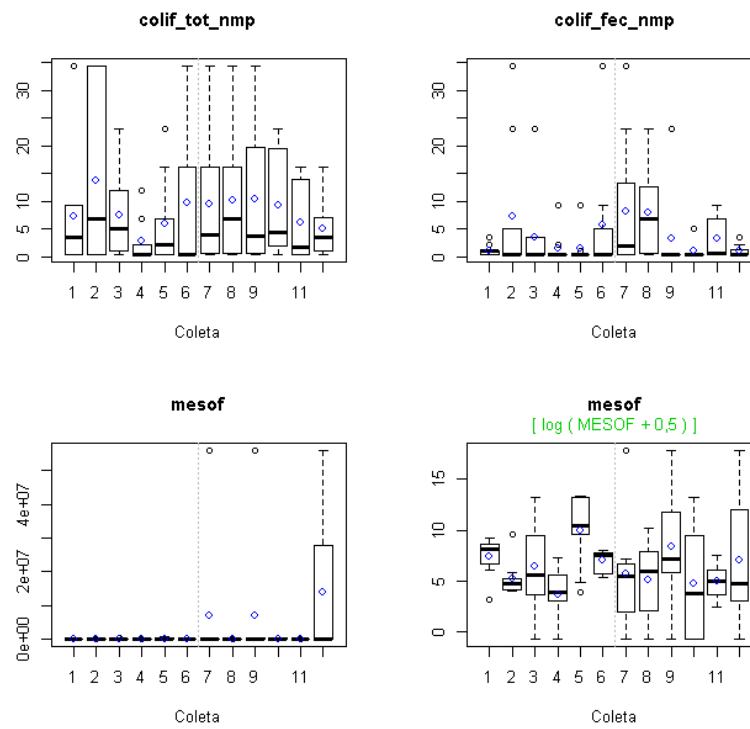 colif_tot_nmp
0 5 10 20 30
1 2 3 4 5 6 7 8 9 11
Coleta
colif_fec_nmp
0 5 10 20 30
1 2 3 4 5 6 7 8 9 11
Coleta
mesof
0e+00 2e+07 4e+07
1 2 3 4 5 6 7 8 9 11
Coleta
mesof
[ log ( MESOF + 0,5 ) ]
0 5 10 15
1 2 3 4 5 6 7 8 9 11
Coleta